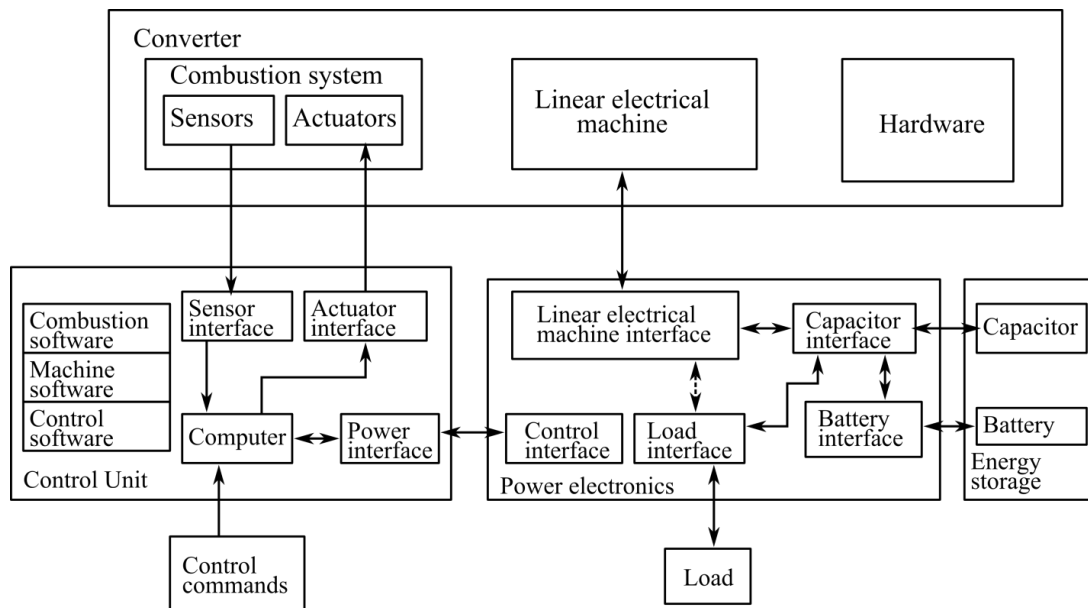 Converter
Combustion system
Sensors
Actuators
Linear electrical
machine
Hardware
Combustion
software
Machine
software
Control
software
Sensor
interface
Actuator
interface
Computer
Power
interface
Control Unit
Control
commands
Linear electrical
machine interface
Capacitor
interface
Control
interface
Load
interface
Battery
interface
Power electronics
Load
Capacitor
Battery
Energy
storage